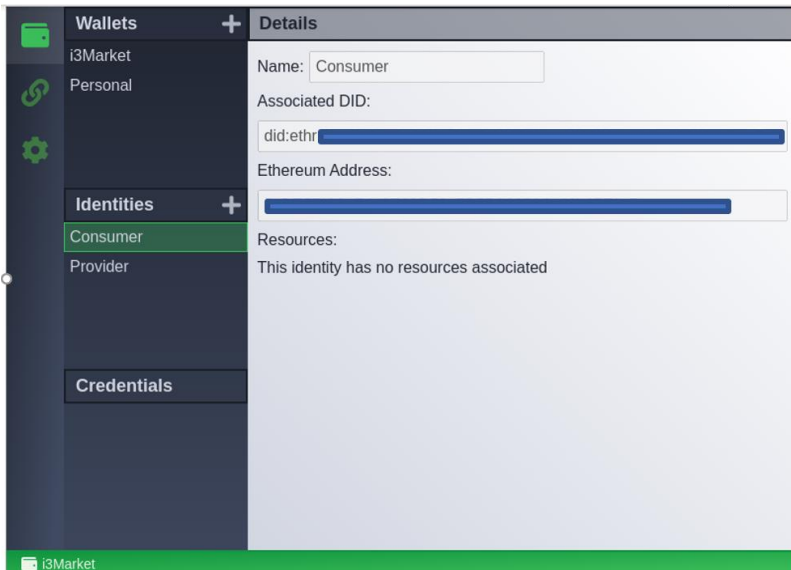 Wallets
i3Market
Personal
Identities
Consumer
Provider
Credentials
Details
Name: Consumer
Associated DID:
did:ethr
Ethereum Address:
Resources:
This identity has no resources associated
i3Market